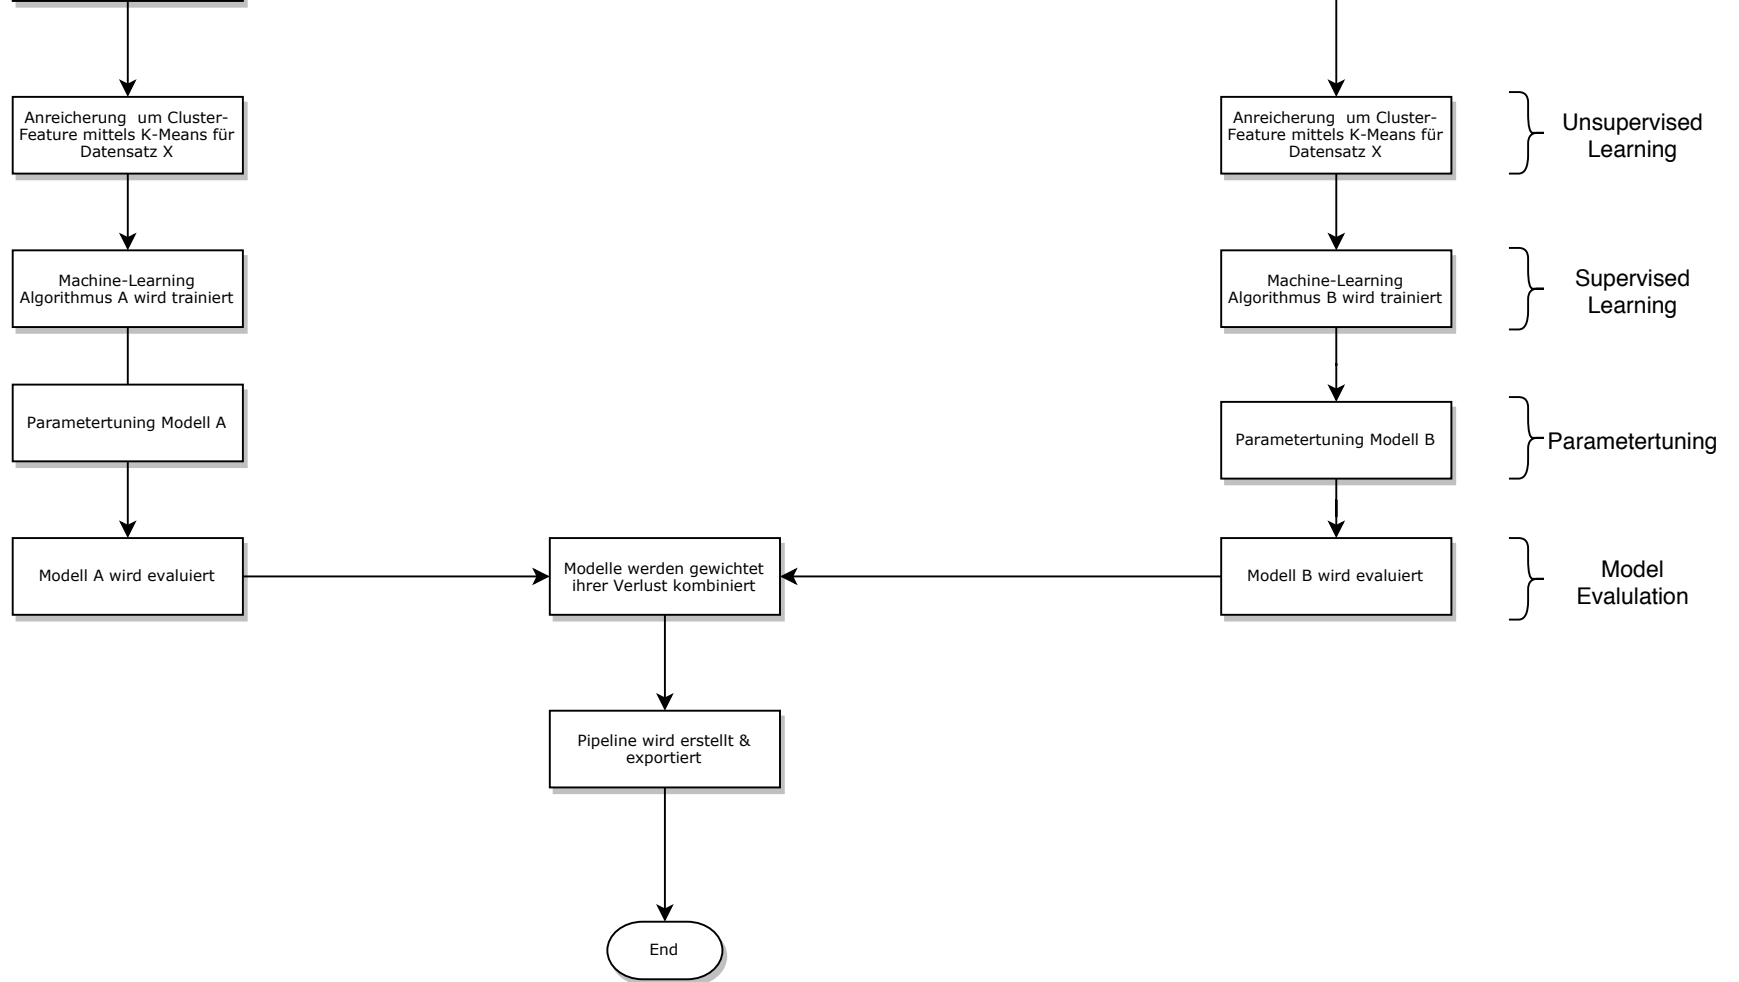 Anreicherung um Cluster-
Feature mittels K-Means für
Datensatz X
Anreicherung um Cluster-
Feature mittels K-Means für
Datensatz X
Unsupervised
Learning
Machine-Learning
Algorithmus A wird trainiert
Machine-Learning
Algorithmus B wird trainiert
Supervised
Learning
Parametertuning Modell A
Parametertuning Modell B
Parametertuning
Modell A wird evaluiert
Modelle werden gewichtet
ihrer Verlust kombiniert
Modell B wird evaluiert
Model
Evalulation
Pipeline wird erstellt &
exportiert
End